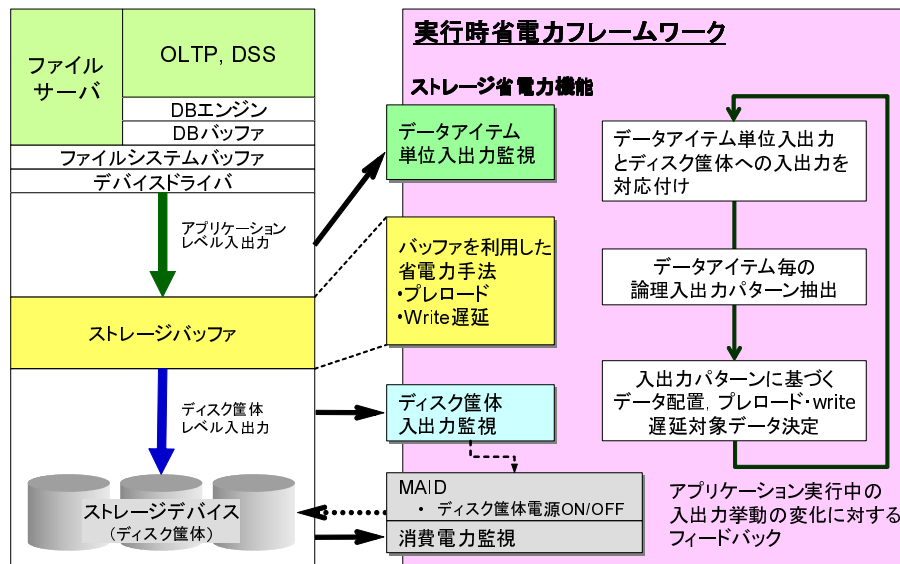 ファイル
サーバ
OLTP, DSS
DBエンジン
DBバッファ
ファイルシステムバッファ
デバイスドライバ
アプリケーション
レベル入出力
ストレージバッファ
ディスク筐体
レベル入出力
ストレージデバイス
(ディスク筐体)
実行時省電力フレームワーク
ストレージ省電力機能
データアイテム
単位入出力監視
バッファを利用した
省電力手法
・プレロード
・Write遅延
ディスク筐体
入出力監視
MAID
・ ディスク筐体電源ON/OFF
消費電力監視
データアイテム単位入出力
とディスク筐体への入出力を
対応付け
データアイテム毎の
論理入出力パターン抽出
入出力パターンに基づく
データ配置, プレロード・write
遅延対象データ決定
アプリケーション実行中の
入出力挙動の変化に対する
フィードバック